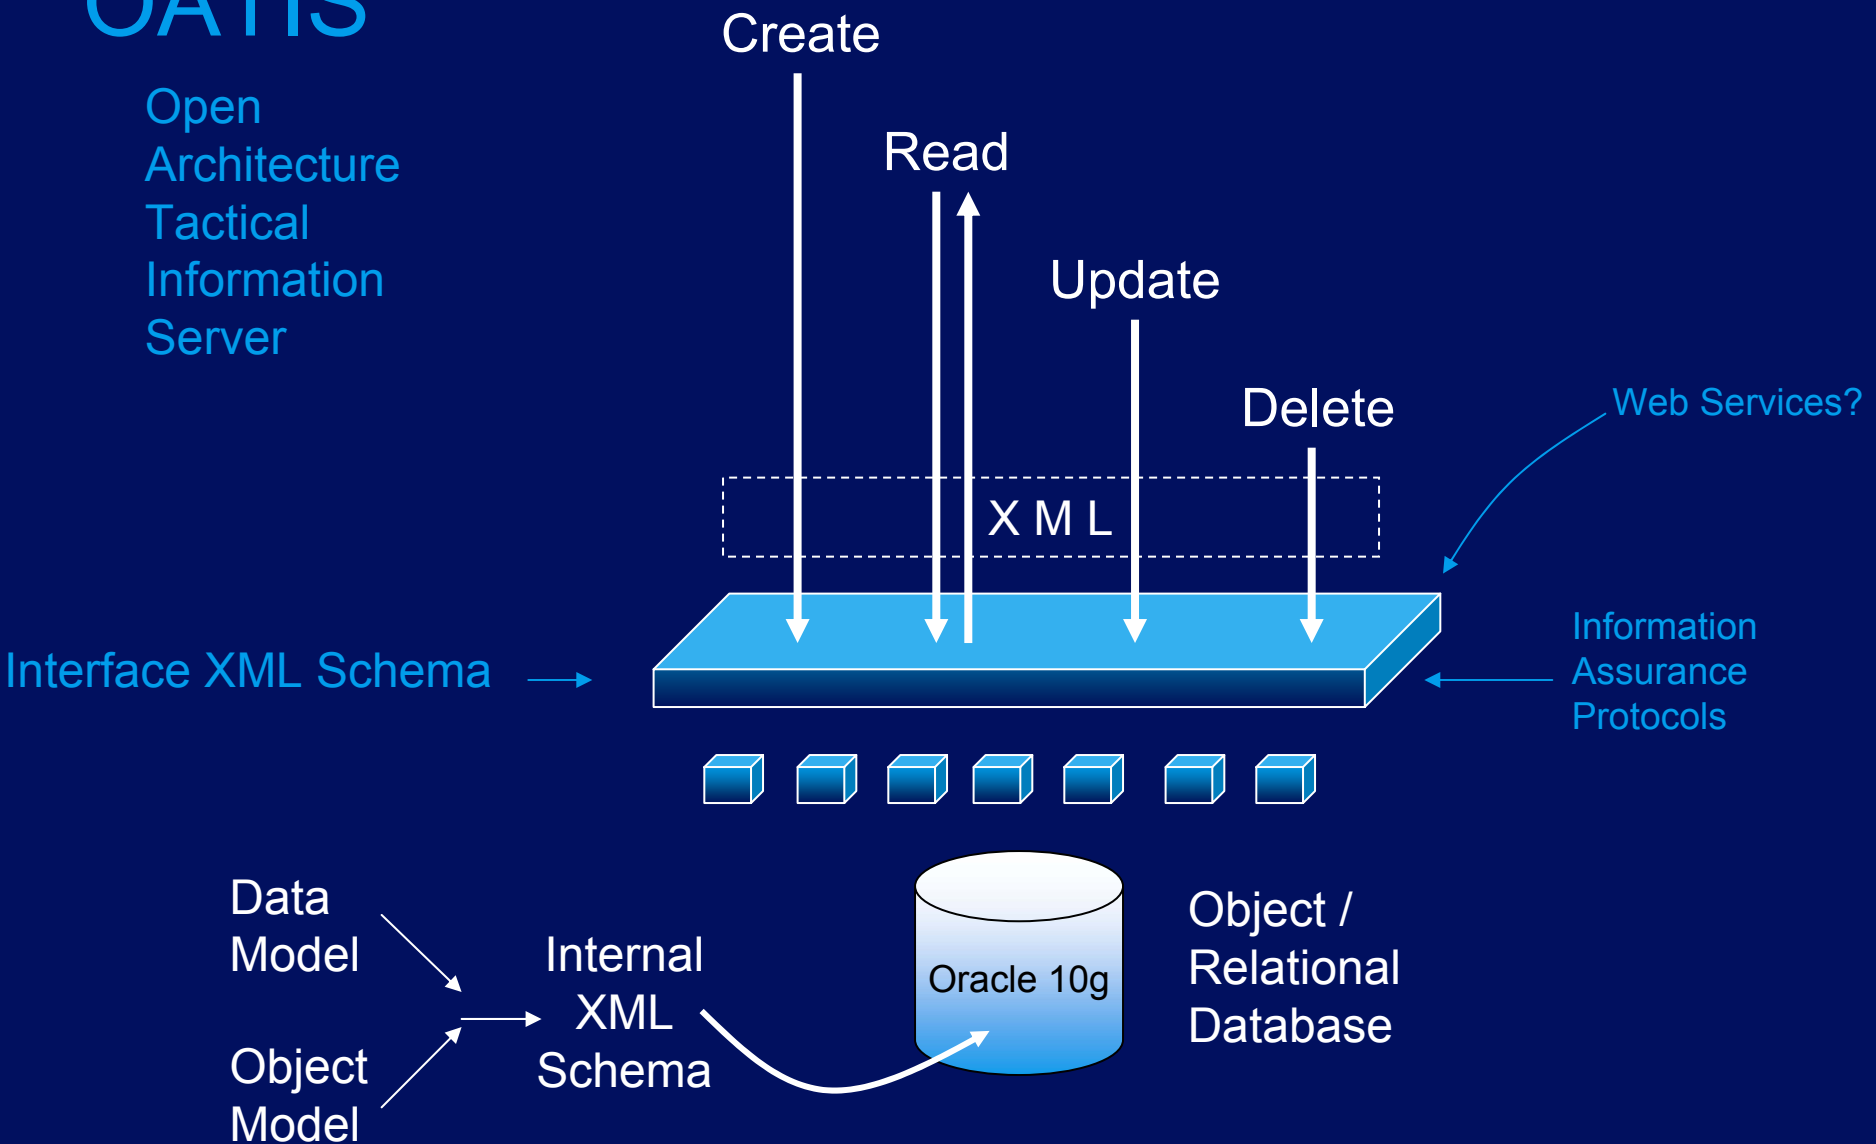 OATIS
Open
Architecture
Tactical
Information
Server
Create
Read
Update
Delete
Web Services?
X M L
Interface XML Schema
Information
Assurance
Protocols
Data
Model
Object
Model
Internal
XML
Schema
Oracle 10g
Object /
Relational
Database